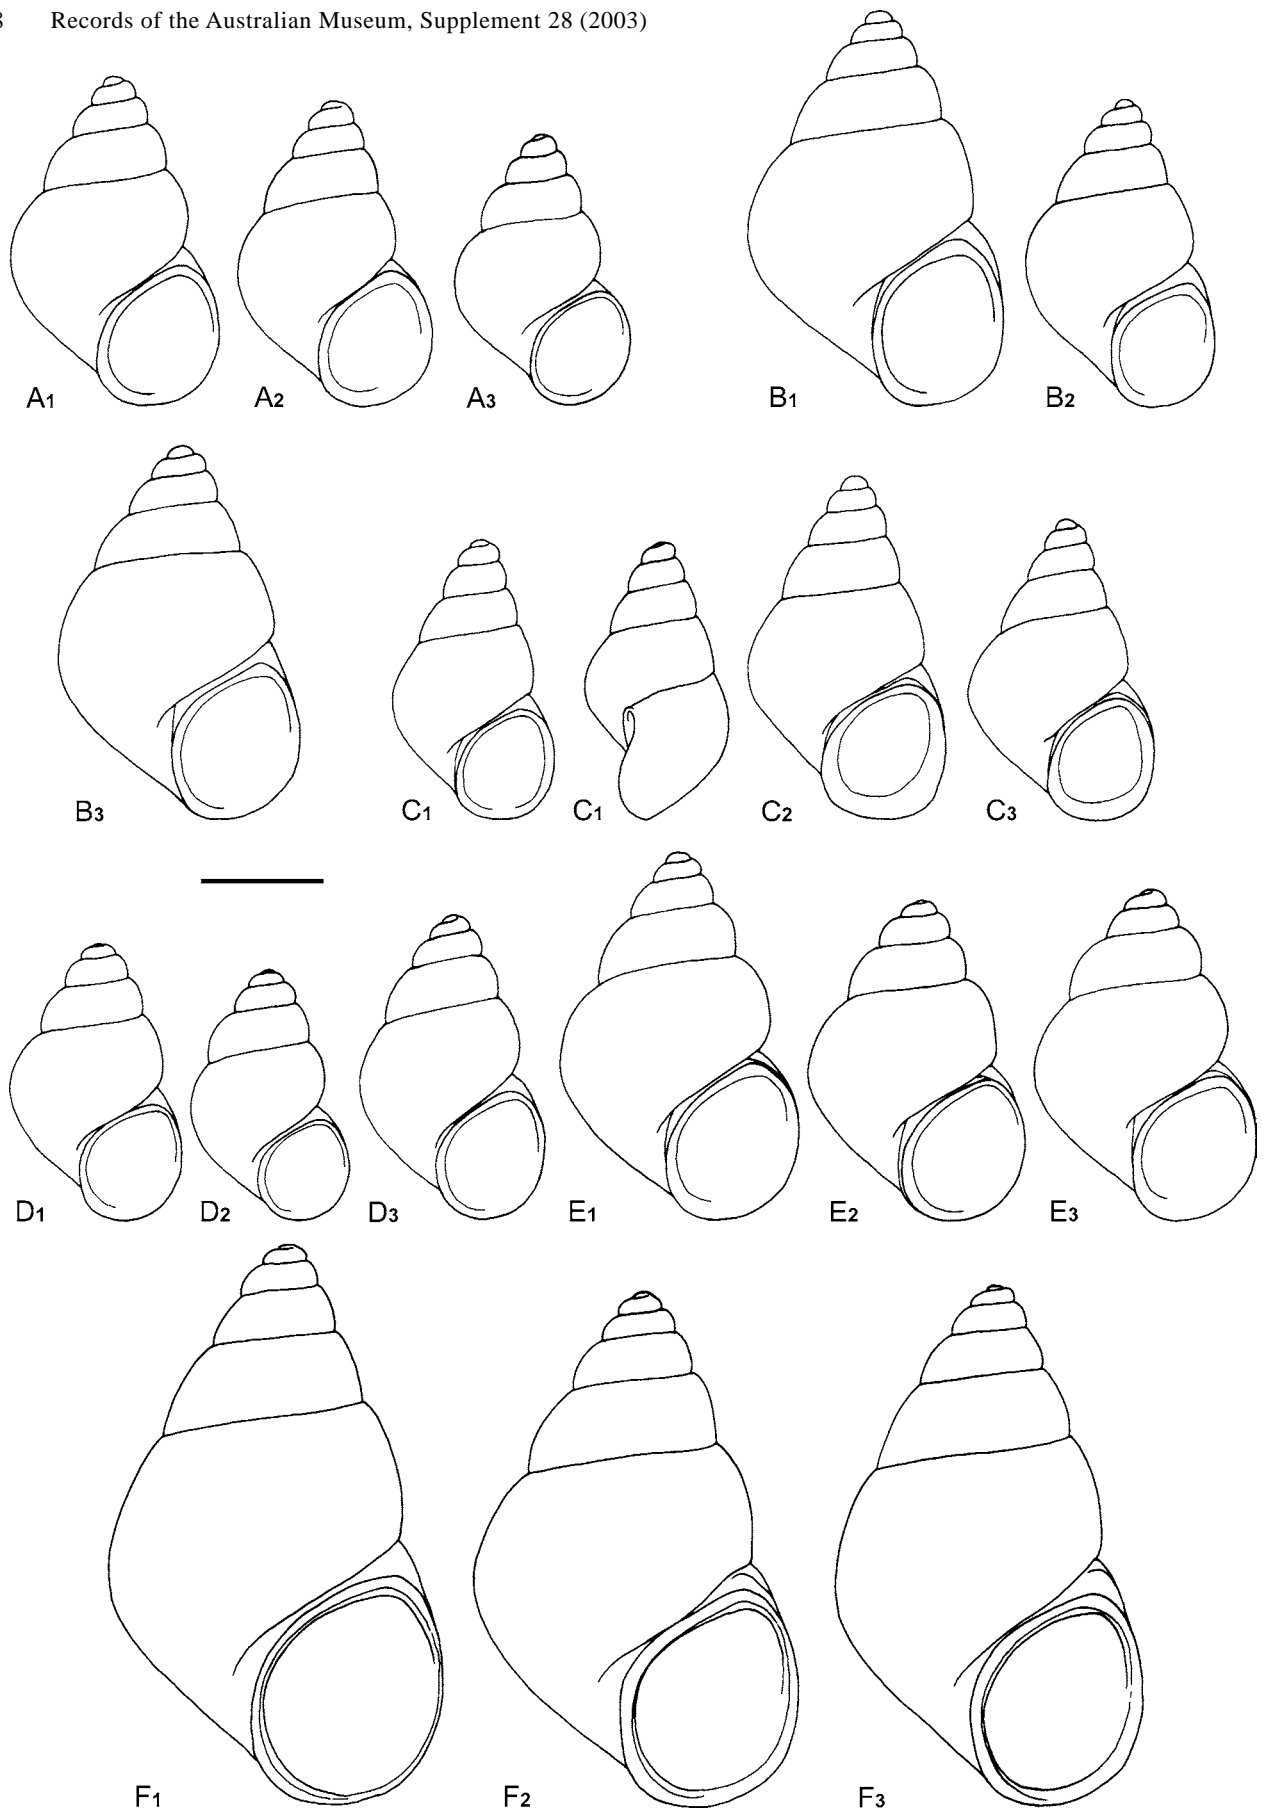 8 Records of the Australian Museum, Supplement 28 (2003)
A1 A2 A3 B1 B2
B3 C1 C1 C2 C3
D1 D2 D3 E1 E2 E3
F1 F2 F3